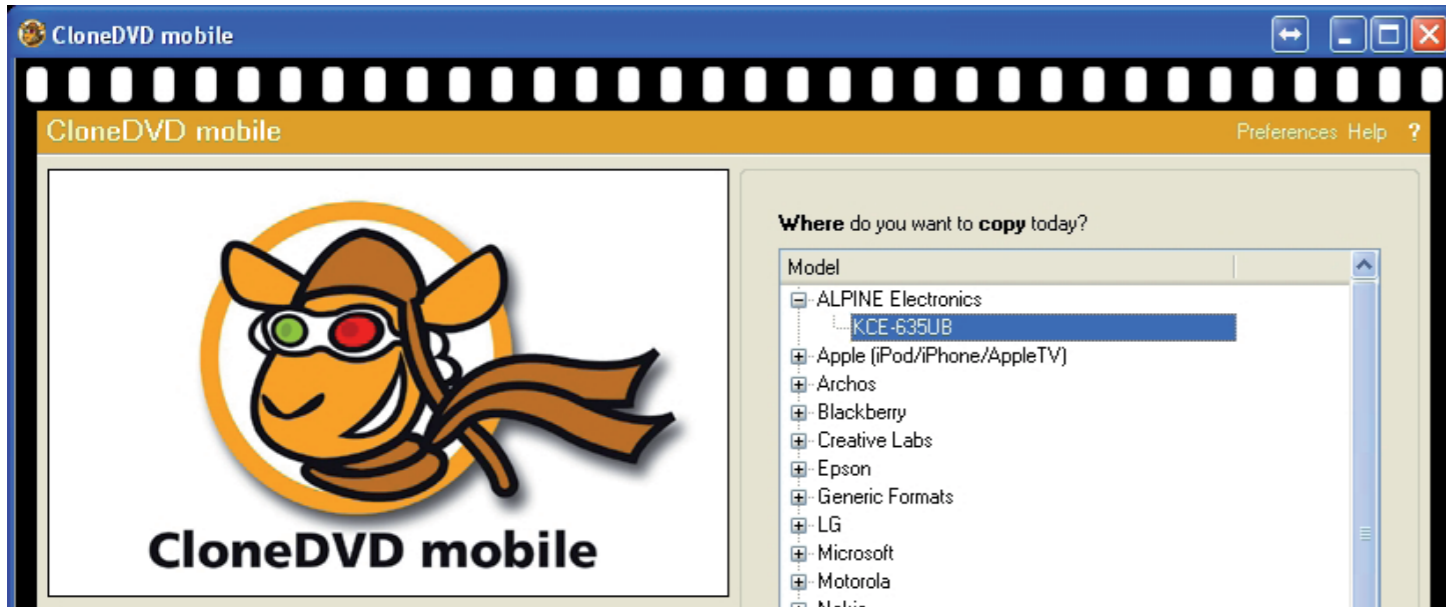 CloneDVD mobile
CloneDVD mobile
Preferences Help ?
CloneDVD mobile
Where do you want to copy today?
Model
ALPINE Electronics
KCE-635UB
Apple (iPod/iPhone/AppleTV)
Archos
Blackberry
Creative Labs
Epson
Generic Formats
LG
Microsoft
Motorola